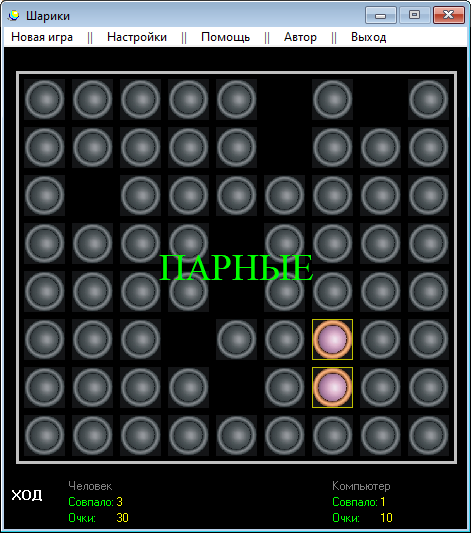 Шарики
Новая игра || Настройки || Помощь || Автор || Выход
ПАРНЫЕ
ХОД
Человек
Совпало: 3
Очки: 30
Компьютер
Совпало: 1
Очки: 10